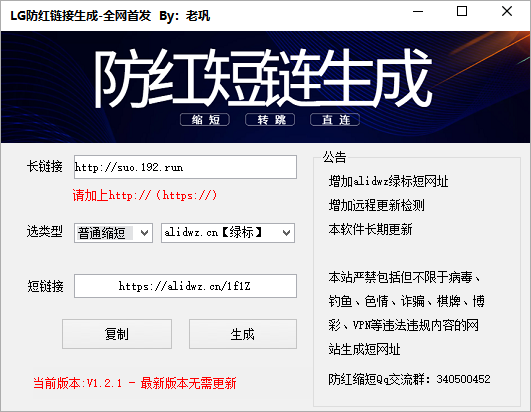 LG防红链接生成-全网首发 By：老巩
防红短链生成
缩短 转跳 直连
长链接 http://suo.192.run
请加上http://（https://）
选类型 普通缩短 alidwz.cn【绿标】
短链接 https://alidwz.cn/1f1Z
复制 生成
当前版本:V1.2.1 - 最新版本无需更新
公告
增加alidwz绿标短网址
增加远程更新检测
本软件长期更新
本站严禁包括但不限于病毒、
钓鱼、色情、诈骗、棋牌、博
彩、VPN等违法违规内容的网
站生成短网址
防红缩短Qq交流群：340500452